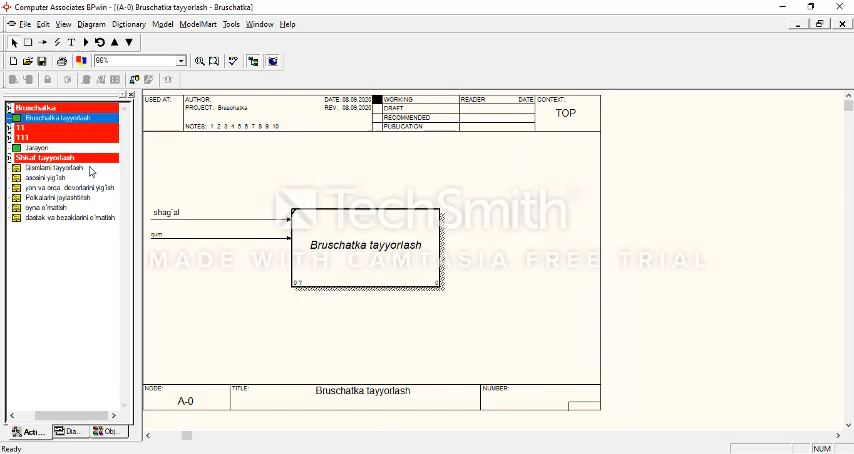 Computer Associates BPwin - [(A-0) Bruschatka tayyorlash - Bruschatka]
File Edit View Diagram Dictionary Model ModelMart Tools Window Help
66%
Bruschatka
Bruschatka tayyorlash
11
111
Jarayon
Shkaf tayyorlash
Qismlarni tayyorlash
asosini yig`ish
yon va orqa devorlarini yig`ish
Polkalarini joylashtirish
oyna o`rnatish
dastak va bezaklarini o`rnatish
Acti...
Dia...
Obj...
USED AT:
AUTHOR:
PROJECT: Bruschatka
NOTES: 1 2 3 4 5 6 7 8 9 10
DATE: 08.09.2020
REV: 08.09.2020
WORKING
DRAFT
RECOMMENDED
PUBLICATION
READER
DATE
CONTEXT:
TOP
shag`al
qum
Bruschatka tayyorlash
0 ?
0
TechSmith
MADE WITH CAMTASIA FREE TRIAL
NODE:
A-0
TITLE:
Bruschatka tayyorlash
NUMBER:
Ready
NUM